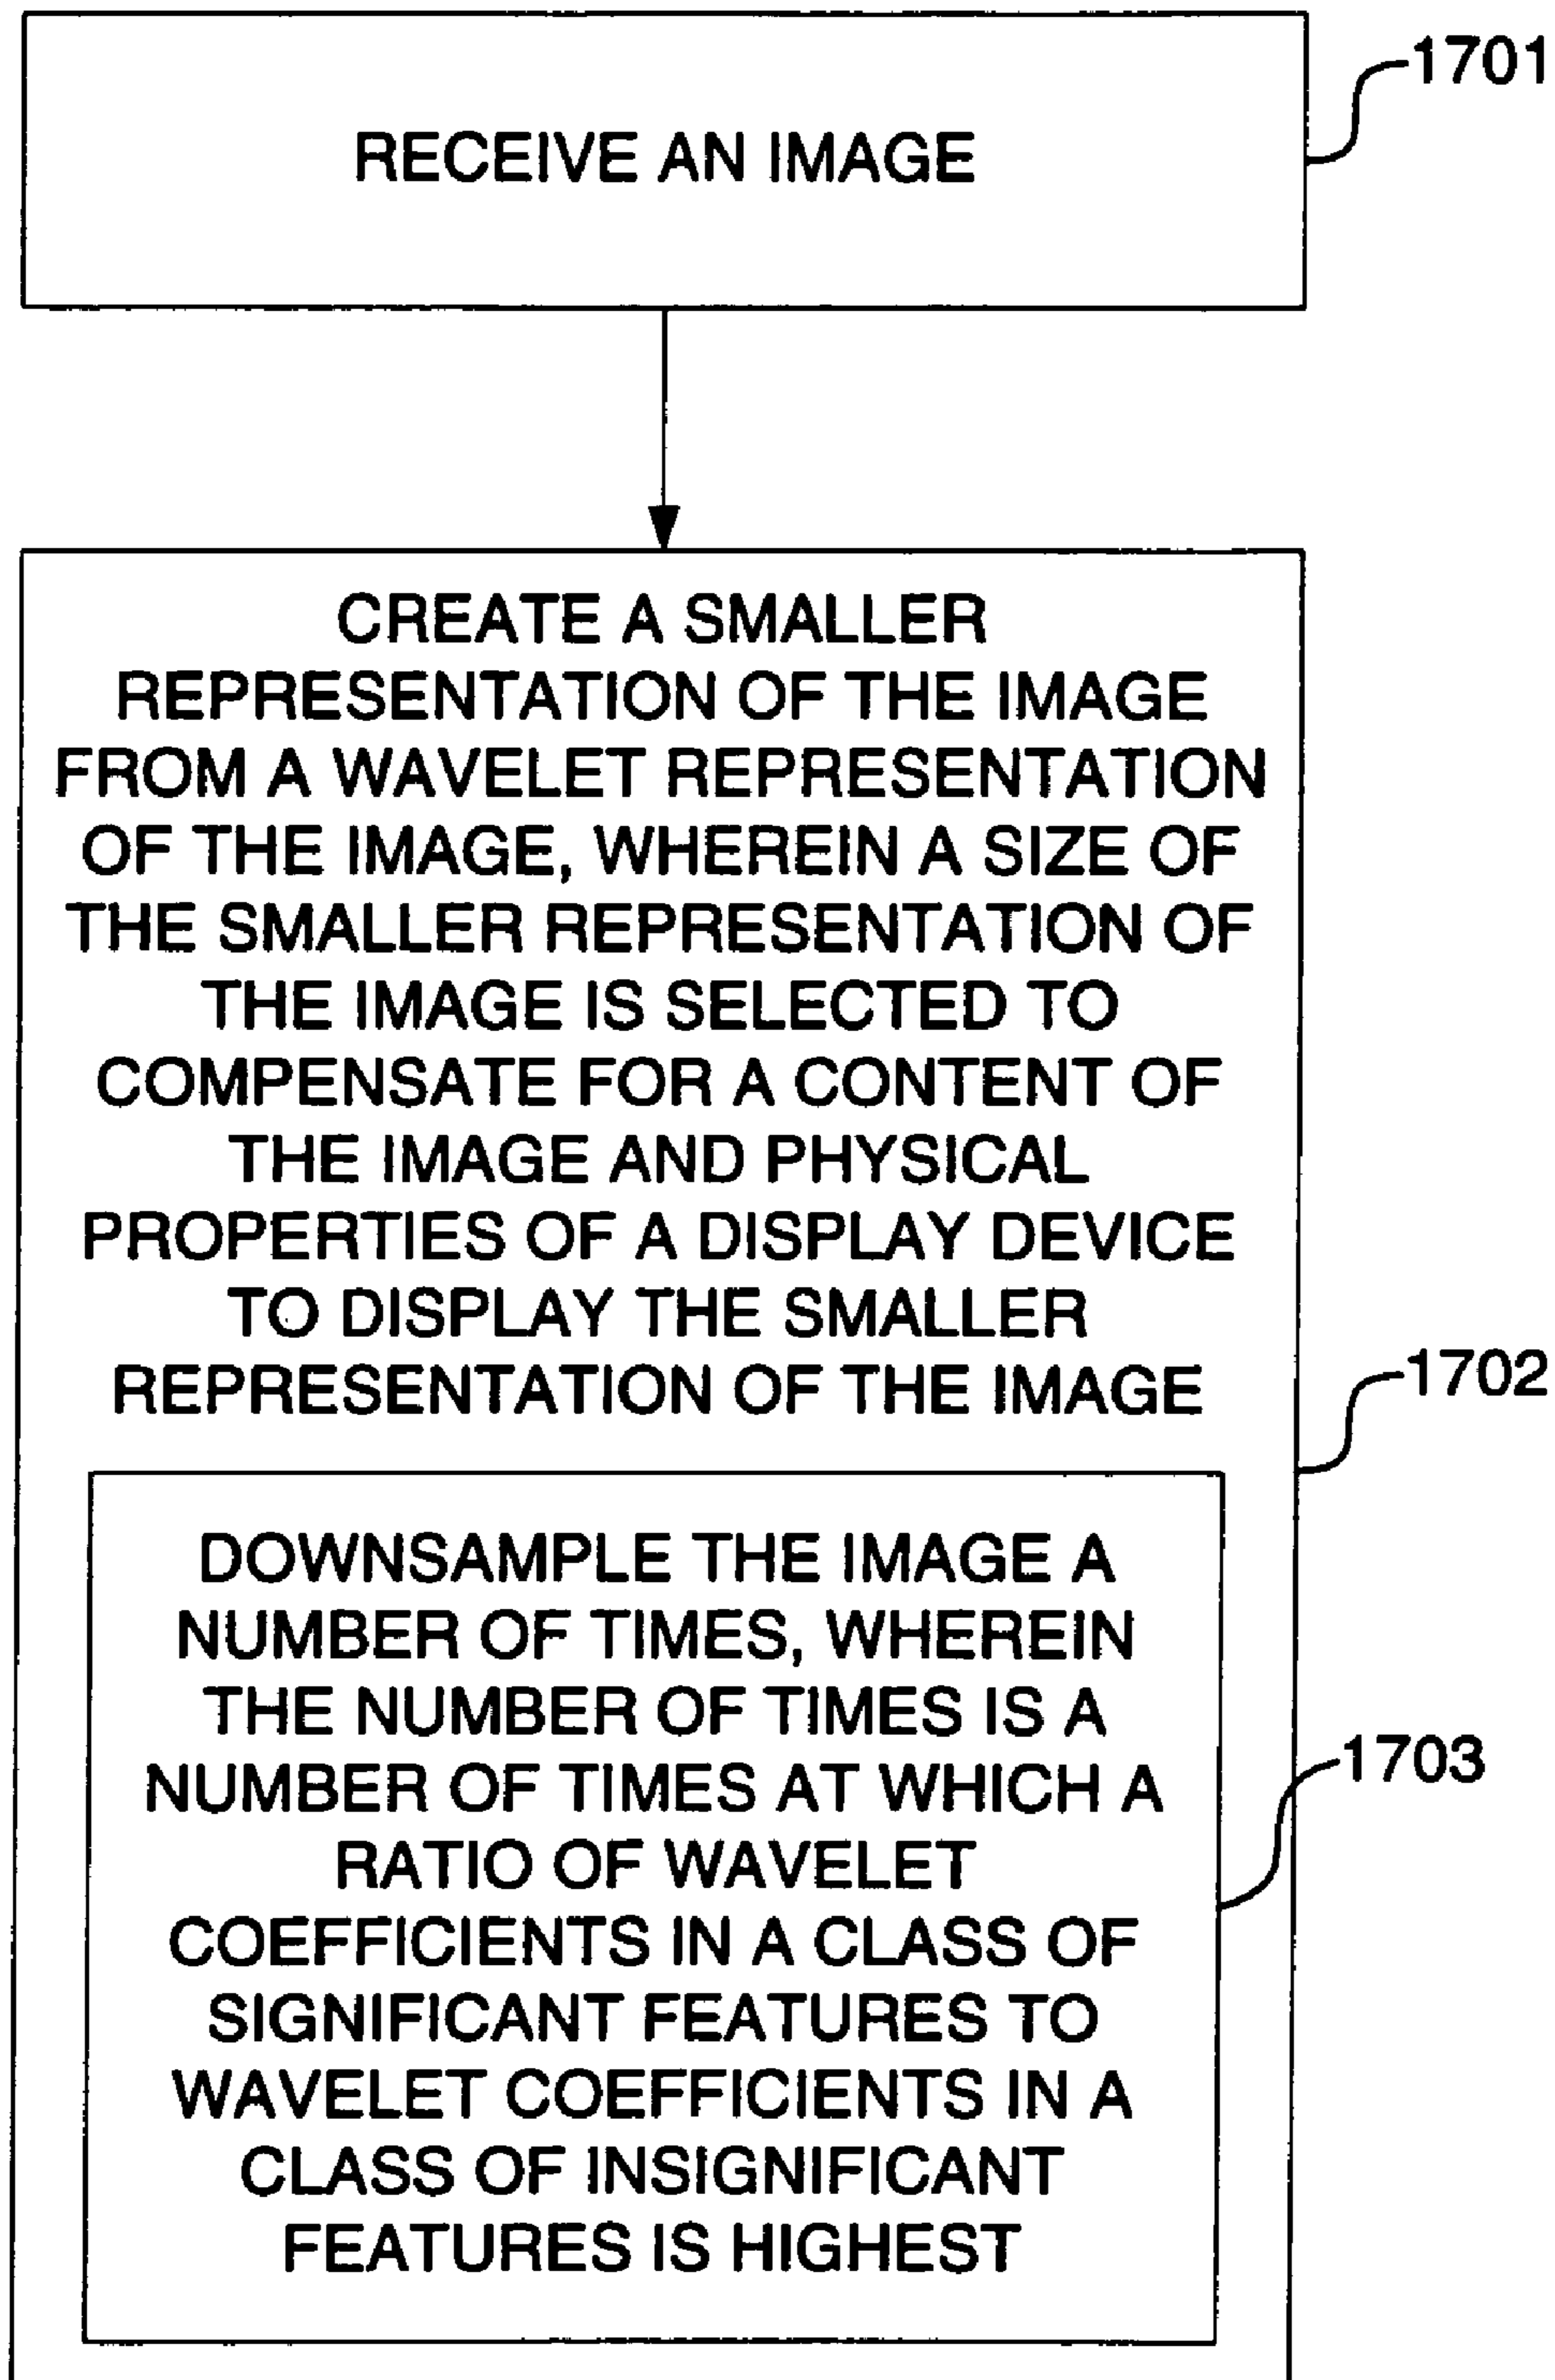 1701
RECEIVE AN IMAGE
CREATE A SMALLER
REPRESENTATION OF THE IMAGE
FROM A WAVELET REPRESENTATION
OF THE IMAGE, WHEREIN A SIZE OF
THE SMALLER REPRESENTATION OF
THE IMAGE IS SELECTED TO
COMPENSATE FOR A CONTENT OF
THE IMAGE AND PHYSICAL
PROPERTIES OF A DISPLAY DEVICE
TO DISPLAY THE SMALLER
REPRESENTATION OF THE IMAGE
1702
DOWNSAMPLE THE IMAGE A
NUMBER OF TIMES, WHEREIN
THE NUMBER OF TIMES IS A
NUMBER OF TIMES AT WHICH A
RATIO OF WAVELET
COEFFICIENTS IN A CLASS OF
SIGNIFICANT FEATURES TO
WAVELET COEFFICIENTS IN A
CLASS OF INSIGNIFICANT
FEATURES IS HIGHEST
1703